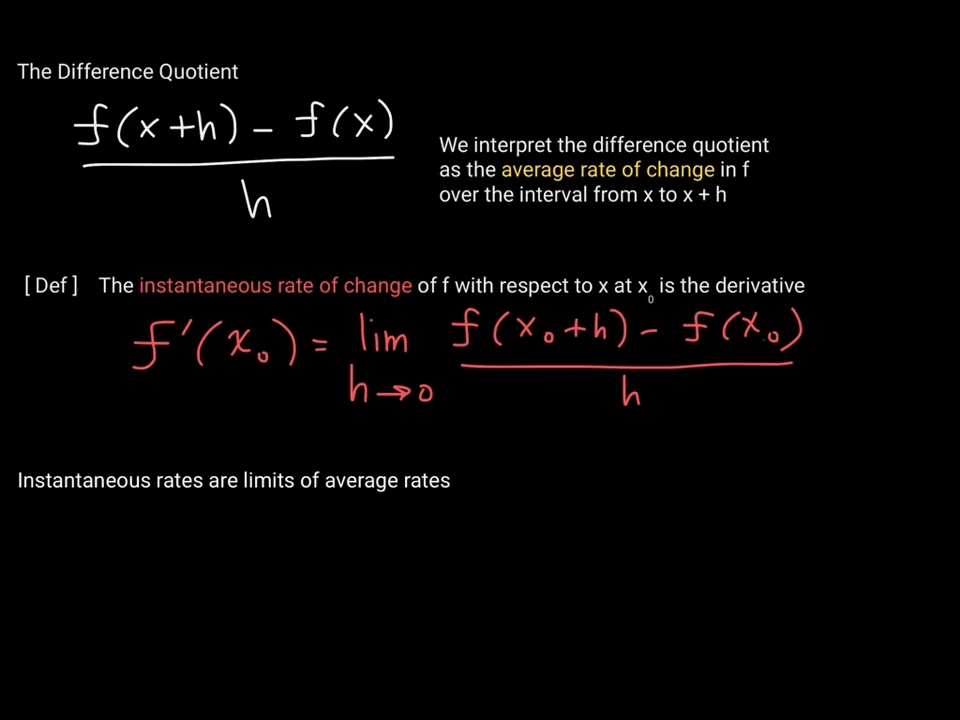 The Difference Quotient
f(x+h) - f(x)
h
We interpret the difference quotient
as the average rate of change in f
over the interval from x to x + h
[ Def ] The instantaneous rate of change of f with respect to x at x₀ is the derivative
f'(x₀) = lim f(x₀+h) - f(x₀)
h→0 h
Instantaneous rates are limits of average rates